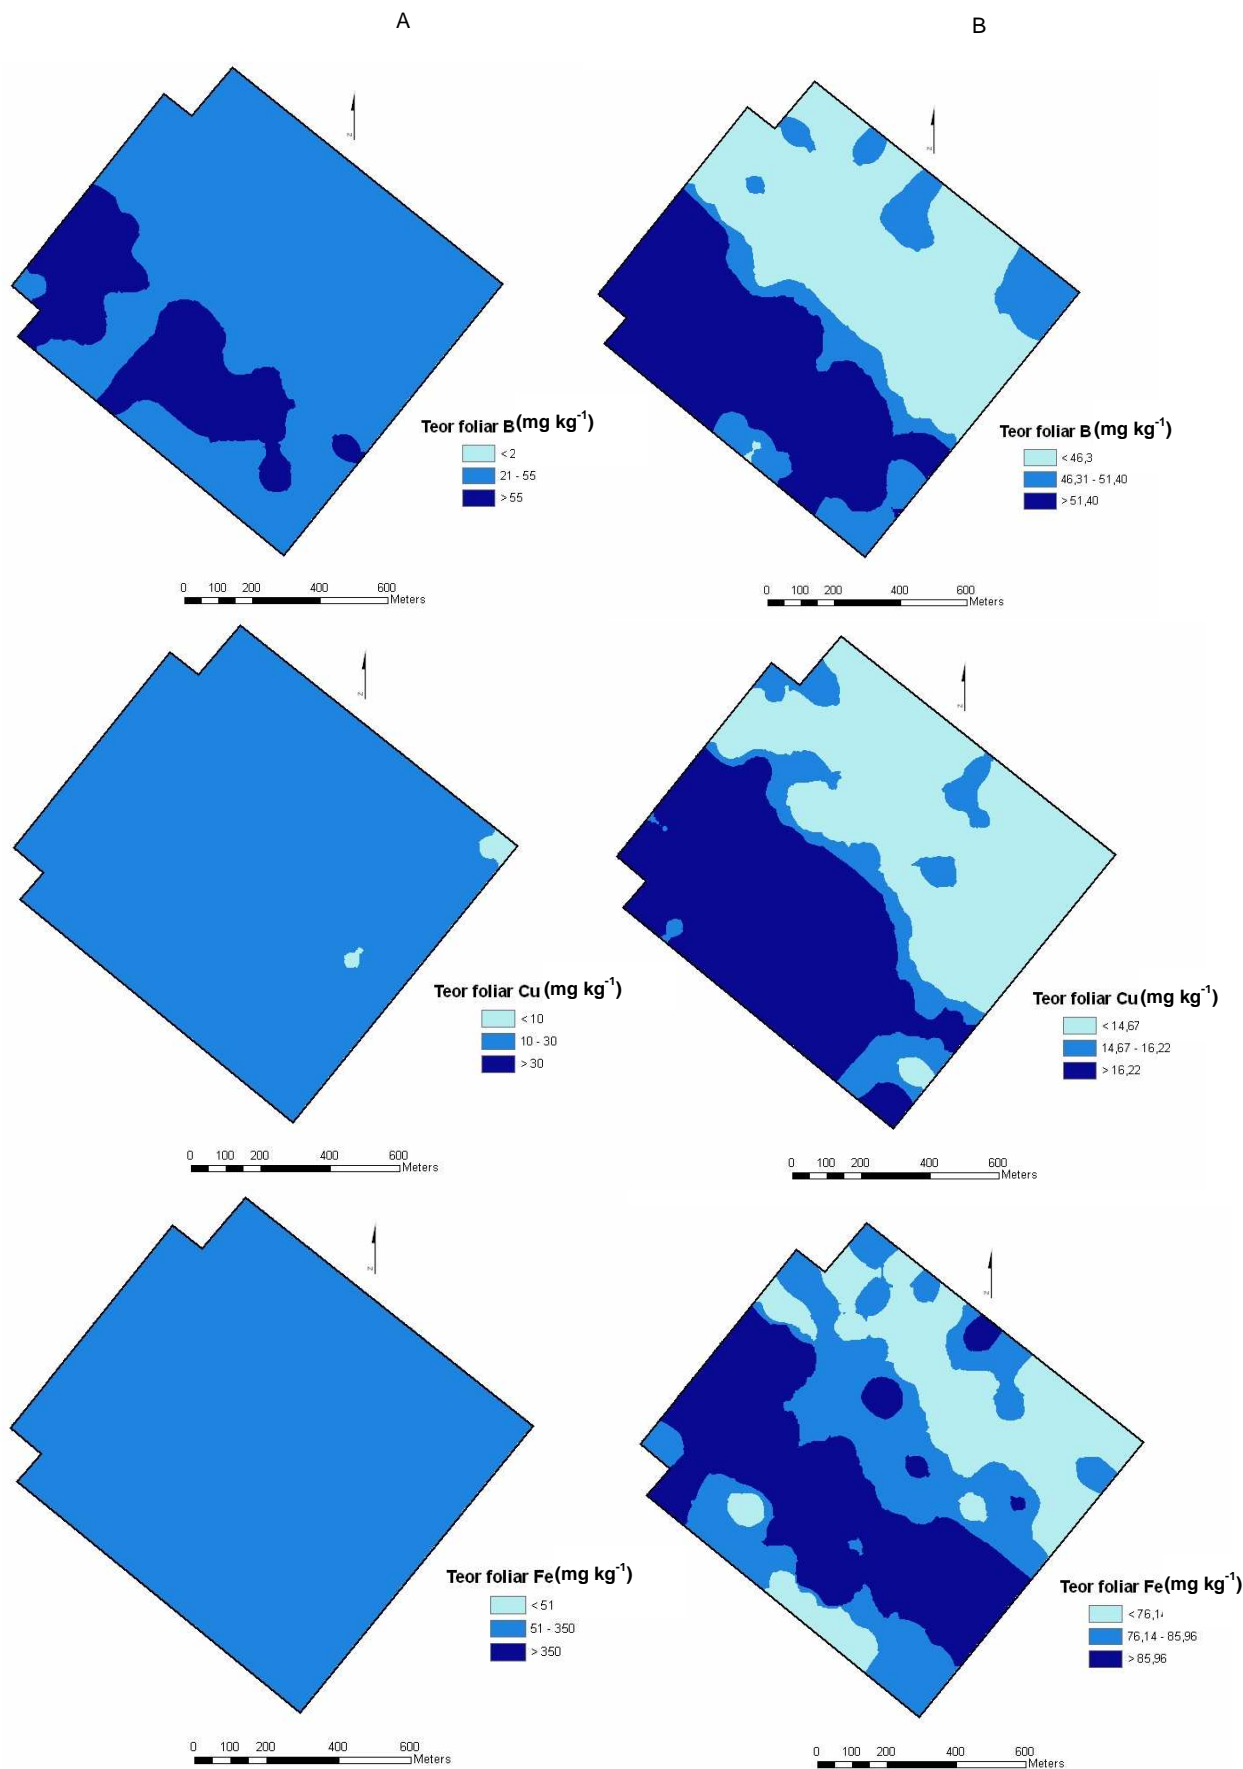 A
B
N
N
Teor foliar B (mg kg⁻¹)
< 2
21 - 55
> 55
Teor foliar B (mg kg⁻¹)
< 46,3
46,31 - 51,40
> 51,40
0 100 200 400 600
Meters
0 100 200 400 600
Meters
N
N
Teor foliar Cu (mg kg⁻¹)
< 10
10 - 30
> 30
Teor foliar Cu (mg kg⁻¹)
< 14,67
14,67 - 16,22
> 16,22
0 100 200 400 600
Meters
0 100 200 400 600
Meters
N
N
Teor foliar Fe (mg kg⁻¹)
< 51
51 - 350
> 350
Teor foliar Fe (mg kg⁻¹)
< 76,14
76,14 - 85,96
> 85,96
0 100 200 400 600
Meters
0 100 200 400 600
Meters